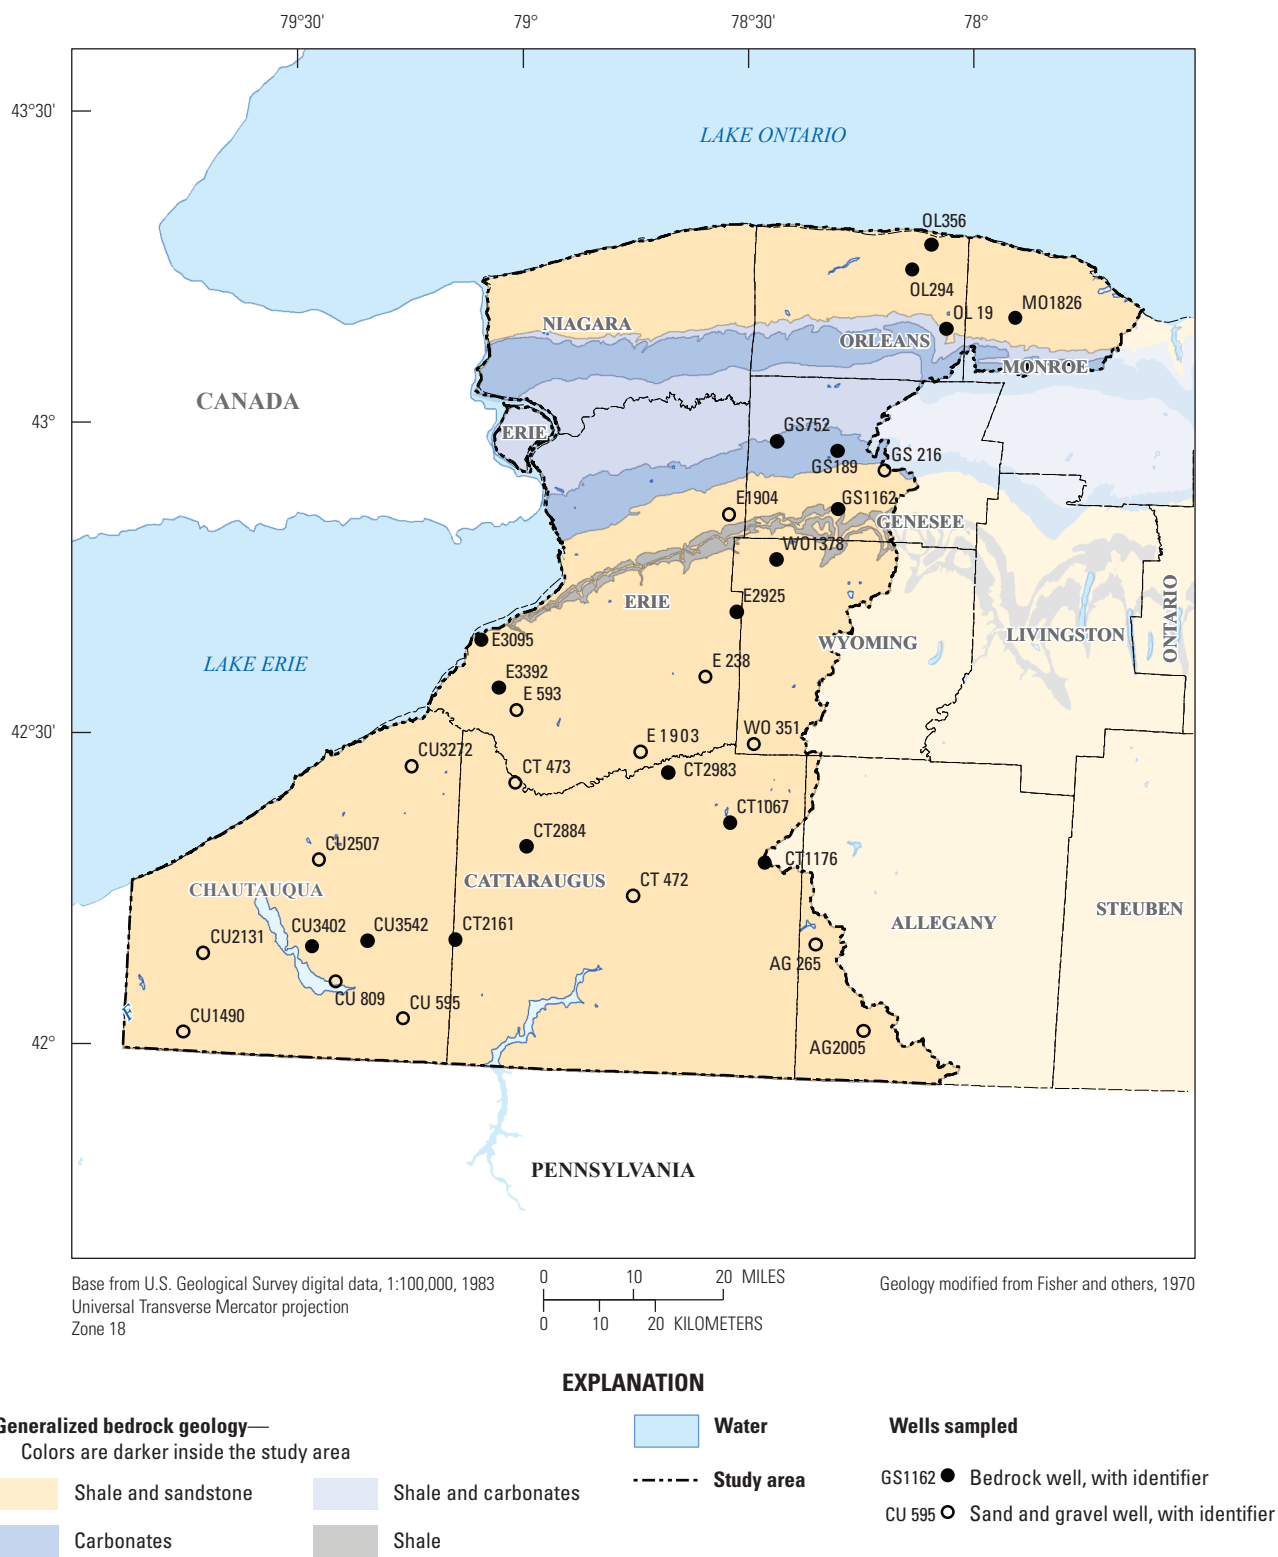 79°30'
79°
78°30'
78°
43°30'
LAKE ONTARIO
OL356
OL294
OL 19
MO1826
NIAGARA
ORLEANS
MONROE
CANADA
43°
ERIE
GS752
GS189
GS 216
E1904
GS1162
GENESEE
WO1378
ERIE
E2925
WYOMING
LIVINGSTON
ONTARIO
E3095
LAKE ERIE
E 238
E3392
E 593
42°30'
CU3272
E 1903
WO 351
CT 473
CT2983
CT1067
CT2884
CU2507
CT1176
CHAUTAUQUA
CATTARAUGUS
CT 472
ALLEGANY
STEUBEN
CU2131
CU3402
CU3542
CT2161
AG 265
CU 809
CU 595
CU1490
42°
AG2005
PENNSYLVANIA
Base from U.S. Geological Survey digital data, 1:100,000, 1983
Universal Transverse Mercator projection
Zone 18
0 10 20 MILES
0 10 20 KILOMETERS
Geology modified from Fisher and others, 1970
EXPLANATION
Generalized bedrock geology—
Colors are darker inside the study area
Shale and sandstone
Carbonates
Shale and carbonates
Shale
Water
Study area
Wells sampled
GS1162 Bedrock well, with identifier
CU 595 Sand and gravel well, with identifier